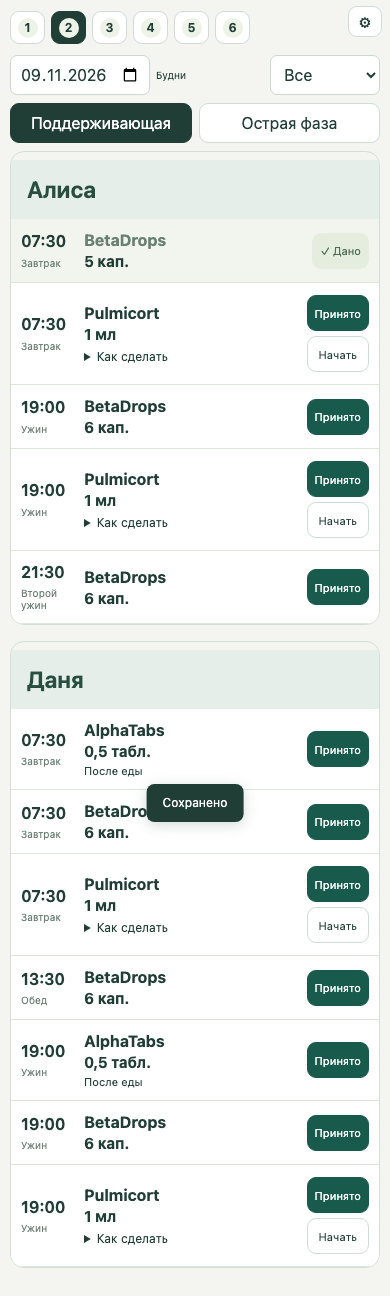 1 2 3 4 5 6
09.11.2026 Будни Все
Поддерживающая Острая фаза
Алиса
07:30 BetaDrops
Завтрак 5 кап. ✓ Дано
07:30 Pulmicort Принято
Завтрак 1 мл
▶ Как сделать Начать
19:00 BetaDrops Принято
Ужин 6 кап.
19:00 Pulmicort Принято
Ужин 1 мл
▶ Как сделать Начать
21:30 BetaDrops Принято
Второй ужин 6 кап.
Даня
07:30 AlphaTabs
Завтрак 0,5 табл. Принято
После еды
Сохранено
07:30 BetaDro
Завтрак 6 кап. Принято
07:30 Pulmicort Принято
Завтрак 1 мл
▶ Как сделать Начать
13:30 BetaDrops Принято
Обед 6 кап.
19:00 AlphaTabs
Ужин 0,5 табл. Принято
После еды
19:00 BetaDrops Принято
Ужин 6 кап.
19:00 Pulmicort Принято
Ужин 1 мл
▶ Как сделать Начать